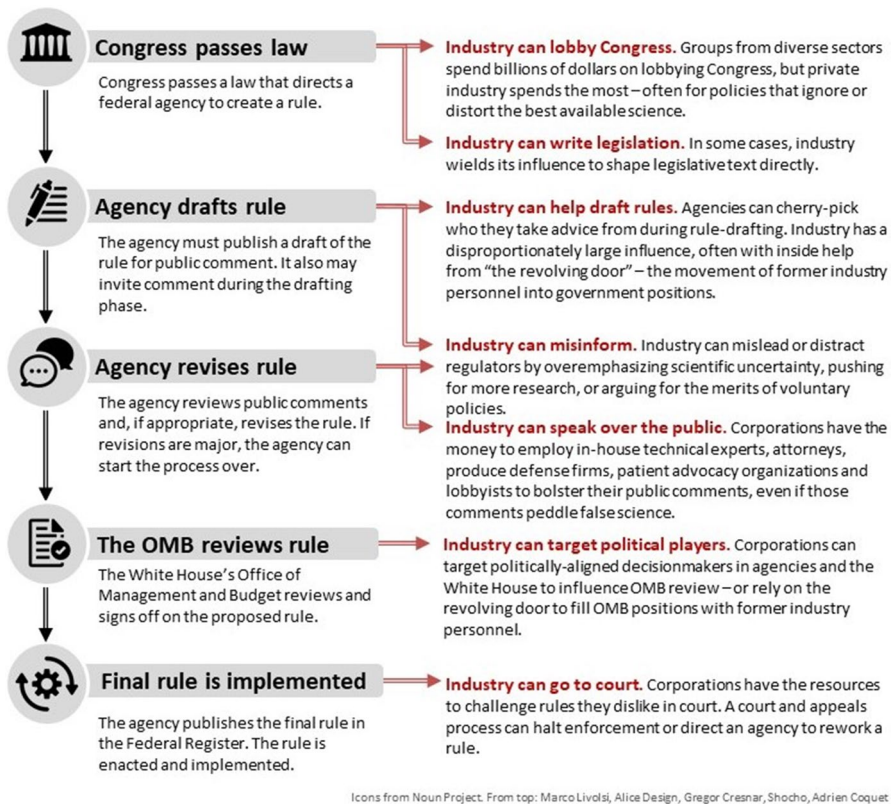 Congress passes law
Congress passes a law that directs a
federal agency to create a rule.
Industry can lobby Congress. Groups from diverse sectors
spend billions of dollars on lobbying Congress, but private
industry spends the most – often for policies that ignore or
distort the best available science.
Industry can write legislation. In some cases, industry
wields its influence to shape legislative text directly.
Agency drafts rule
The agency must publish a draft of the
rule for public comment. It also may
invite comment during the drafting
phase.
Industry can help draft rules. Agencies can cherry-pick
who they take advice from during rule-drafting. Industry has a
disproportionately large influence, often with inside help
from “the revolving door” – the movement of former industry
personnel into government positions.
Industry can misinform. Industry can mislead or distract
regulators by overemphasizing scientific uncertainty, pushing
for more research, or arguing for the merits of voluntary
policies.
Agency revises rule
The agency reviews public comments
and, if appropriate, revises the rule. If
revisions are major, the agency can
start the process over.
Industry can speak over the public. Corporations have the
money to employ in-house technical experts, attorneys,
produce defense firms, patient advocacy organizations and
lobbyists to bolster their public comments, even if those
comments peddle false science.
The OMB reviews rule
The White House’s Office of
Management and Budget reviews and
signs off on the proposed rule.
Industry can target political players. Corporations can
target politically-aligned decisionmakers in agencies and the
White House to influence OMB review – or rely on the
revolving door to fill OMB positions with former industry
personnel.
Final rule is implemented
The agency publishes the final rule in
the Federal Register. The rule is
enacted and implemented.
Industry can go to court. Corporations have the resources
to challenge rules they dislike in court. A court and appeals
process can halt enforcement or direct an agency to rework a
rule.
Icons from Noun Project. From top: Marco Livolsi, Alice Design, Gregor Cresnar, Shocho, Adrien Coquet